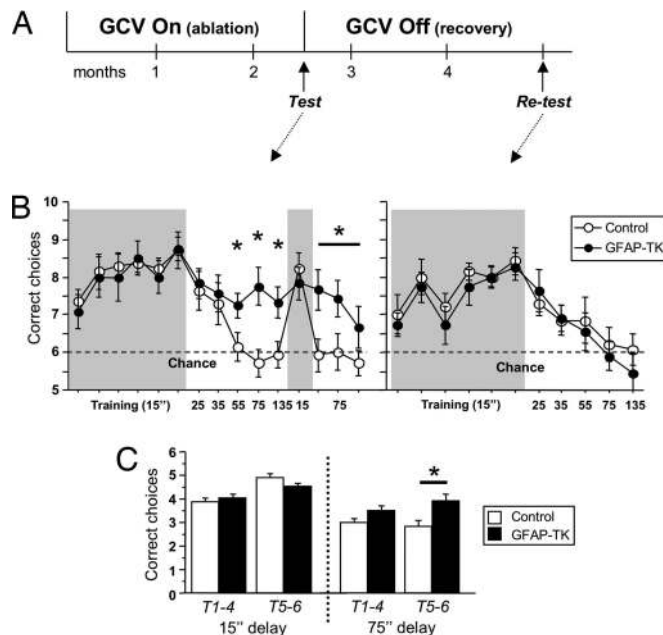 A
GCV On (ablation)
GCV Off (recovery)
months 1 2 3 4
Test
Re-test
B
Correct choices
10
9
8
7
6
5
* * * *
Chance
Training (15")
25 35 55 75 135 15 75
Control
GFAP-TK
Chance
Training (15")
25 35 55 75 135
C
Correct choices
5
4
3
2
1
0
*
Control
GFAP-TK
T1-4 T5-6 T1-4 T5-6
15" delay 75" delay